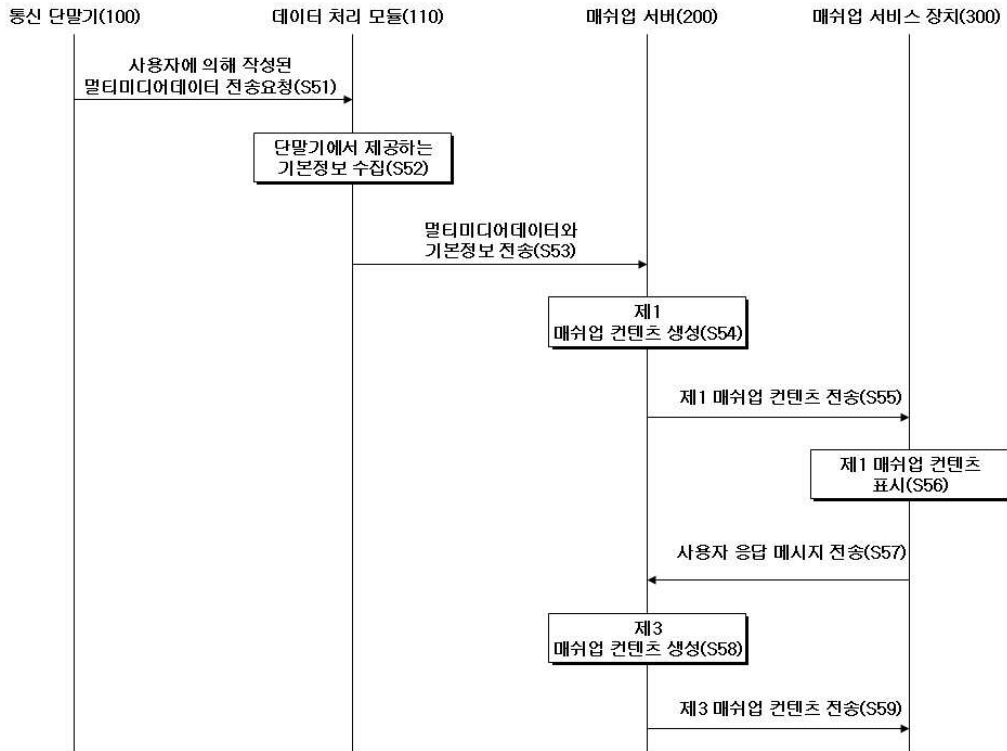 통신 단말기(100)
데이터 처리 모듈(110)
매쉬업 서버(200)
매쉬업 서비스 장치(300)
사용자에 의해 작성된
멀티미디어데이터 전송요청(S51)
단말기에서 제공하는
기본정보 수집(S52)
멀티미디어데이터와
기본정보 전송(S53)
제1
매쉬업 컨텐츠 생성(S54)
제1 매쉬업 컨텐츠 전송(S55)
제1 매쉬업 컨텐츠
표시(S56)
사용자 응답 메시지 전송(S57)
제3
매쉬업 컨텐츠 생성(S58)
제3 매쉬업 컨텐츠 전송(S59)